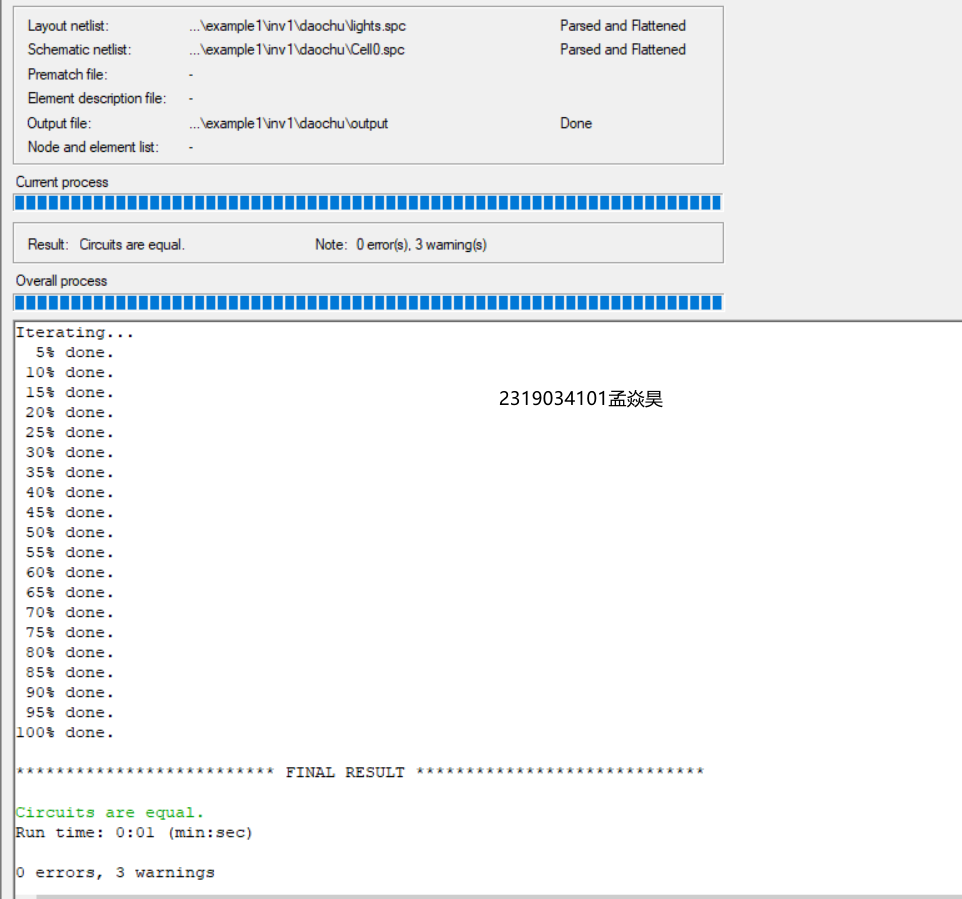 Layout netlist: ...\example1\inv1\daochu\lights.spc Parsed and Flattened
Schematic netlist: ...\example1\inv1\daochu\Cell0.spc Parsed and Flattened
Prematch file: -
Element description file: -
Output file: ...\example1\inv1\daochu\output Done
Node and element list: -
Current process
Result: Circuits are equal. Note: 0 error(s), 3 warning(s)
Overall process
Iterating...
5% done.
10% done.
15% done.
2319034101孟焱昊
20% done.
25% done.
30% done.
35% done.
40% done.
45% done.
50% done.
55% done.
60% done.
65% done.
70% done.
75% done.
80% done.
85% done.
90% done.
95% done.
100% done.
************************** FINAL RESULT *****************************
Circuits are equal.
Run time: 0:01 (min:sec)
0 errors, 3 warnings